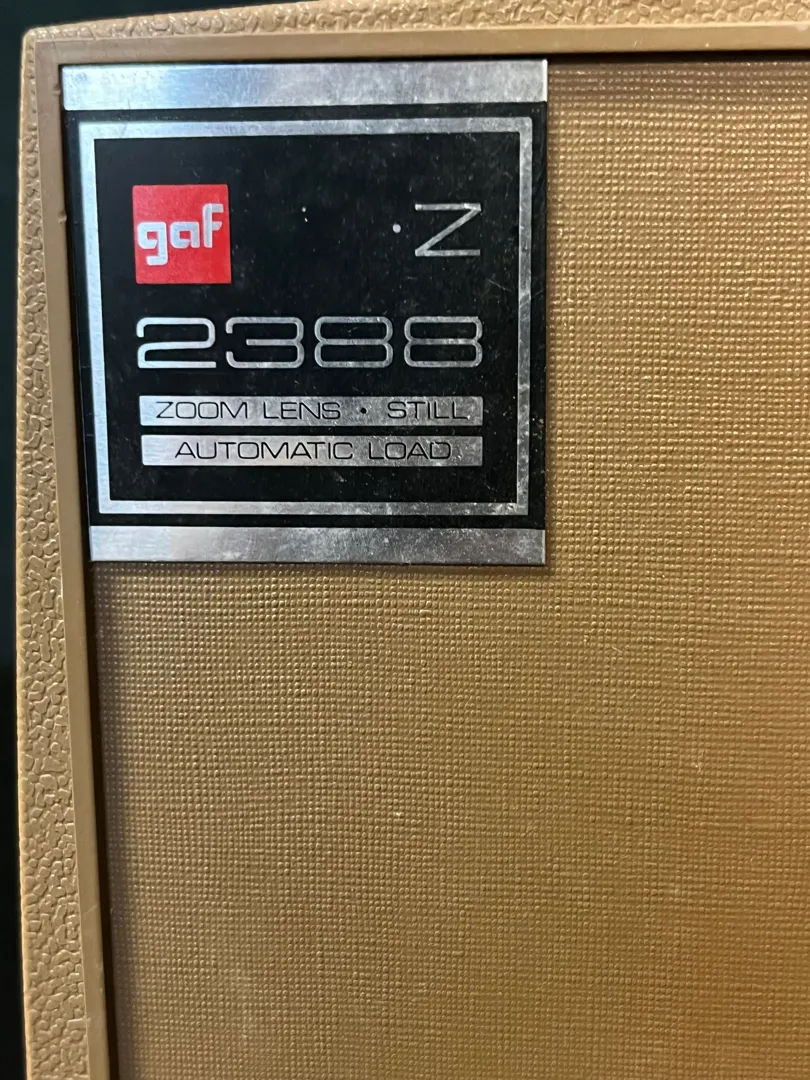 gaf
Z
2388
ZOOM LENS · STILL
AUTOMATIC LOAD